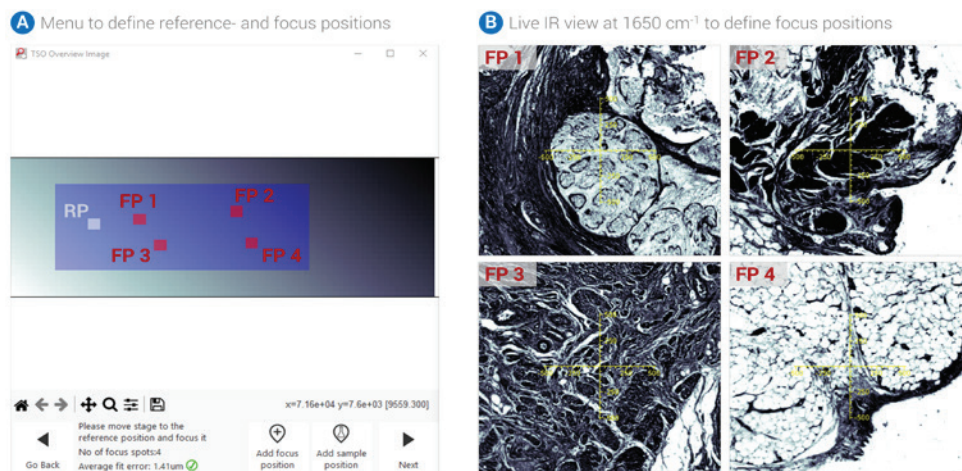 A Menu to define reference- and focus positions
TSO Overview Image
RP
FP 1
FP 2
FP 3
FP 4
x=7.16e+04 y=7.6e+03 [9559.300]
Please move stage to the
reference position and focus it
No of focus spots:4
Average fit error: 1.41um
Go Back
Add focus
position
Add sample
position
Next
B Live IR view at 1650 cm⁻¹ to define focus positions
FP 1
FP 2
FP 3
FP 4